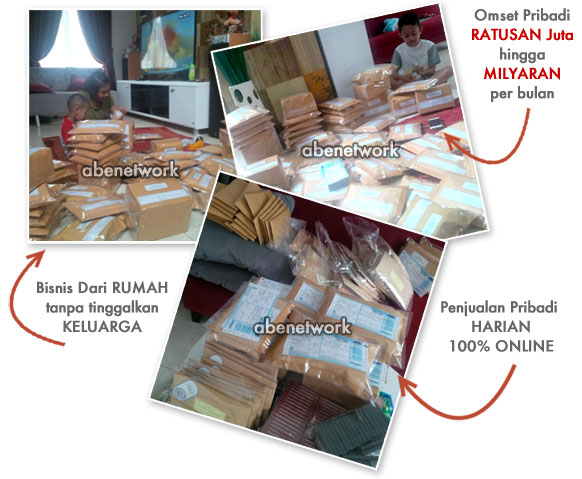 Omset Pribadi
RATUSAN Juta
hingga
MILYARAN
per bulan
abenetwork
abenetwork
Bisnis Dari RUMAH
tanpa tinggalkan
KELUARGA
abenetwork
Penjualan Pribadi
HARIAN
100% ONLINE